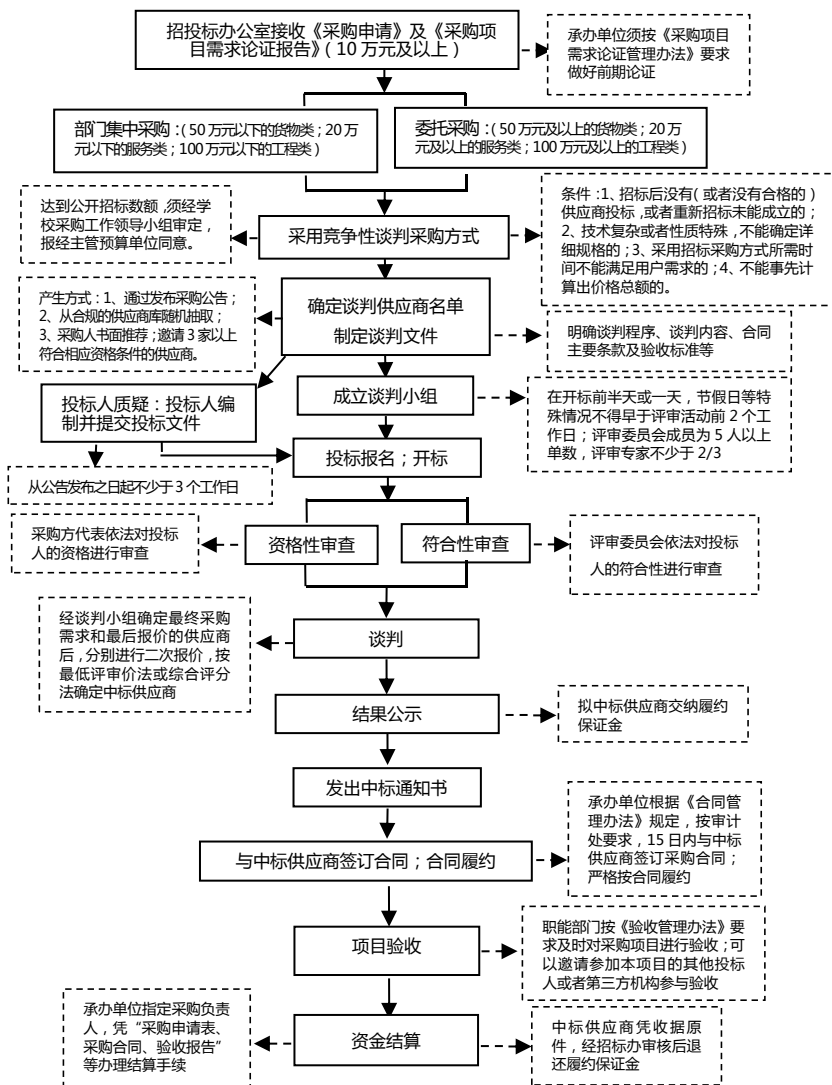 招投标办公室接收《采购申请》及《采购项
目需求论证报告》（10 万元及以上）
承办单位须按《采购项目
需求论证管理办法》要求
做好前期论证
部门集中采购：（50 万元以下的货物类；20 万
元以下的服务类；100 万元以下的工程类）
委托采购：（50 万元及以上的货物类；20 万
元及以上的服务类；100 万元及以上的工程类）
达到公开招标数额，须经学
校采购工作领导小组审定，
报经主管预算单位同意。
采用竞争性谈判采购方式
条件：1、招标后没有（或者没有合格的）
供应商投标，或者重新招标未能成立的；
2、技术复杂或者性质特殊，不能确定详
细规格的；3、采用招标采购方式所需时
间不能满足用户需求的；4、不能事先计
算出价格总额的。
产生方式：1、通过发布采购公告；
2、从合规的供应商库随机抽取；
3、采购人书面推荐；邀请 3 家以上
符合相应资格条件的供应商。
确定谈判供应商名单
制定谈判文件
明确谈判程序、谈判内容、合同
主要条款及验收标准等
投标人质疑：投标人编
制并提交投标文件
成立谈判小组
在开标前半天或一天，节假日等特
殊情况不得早于评审活动前 2 个工
作日；评审委员会成员为 5 人以上
单数，评审专家不少于 2/3
投标报名；开标
从公告发布之日起不少于 3 个工作日
采购方代表依法对投标
人的资格进行审查
资格性审查
符合性审查
评审委员会依法对投标
人的符合性进行审查
经谈判小组确定最终采购
需求和最后报价的供应商
后，分别进行二次报价，按
最低评审价法或综合评分
法确定中标供应商
谈判
结果公示
拟中标供应商交纳履约
保证金
发出中标通知书
承办单位根据《合同管
理办法》规定，按审计
处要求，15 日内与中标
供应商签订采购合同；
严格按合同履约
与中标供应商签订合同；合同履约
项目验收
职能部门按《验收管理办法》要
求及时对采购项目进行验收；可
以邀请参加本项目的其他投标
人或者第三方机构参与验收
承办单位指定采购负责
人，凭“采购申请表、
采购合同、验收报告”
等办理结算手续
资金结算
中标供应商凭收据原
件，经招标办审核后退
还履约保证金